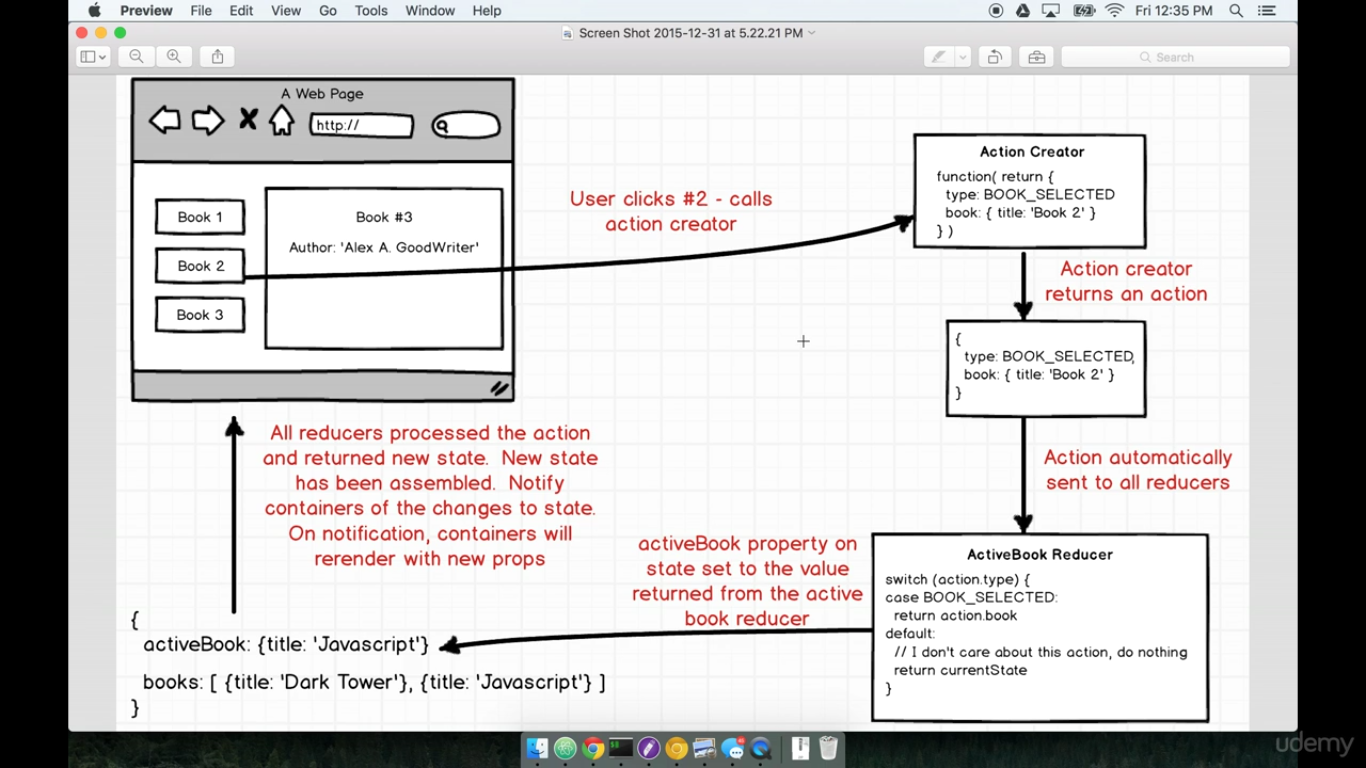 Preview File Edit View Go Tools Window Help Fri 12:35 PM
Screen Shot 2015-12-31 at 5.22.21 PM
Search
A Web Page
http://
Book 1
Book 2
Book 3
Book #3
Author: 'Alex A. GoodWriter'
User clicks #2 - calls
action creator
Action Creator
function( return {
type: BOOK_SELECTED
book: { title: 'Book 2' }
} )
Action creator
returns an action
{
type: BOOK_SELECTED,
book: { title: 'Book 2' }
}
Action automatically
sent to all reducers
ActiveBook Reducer
switch (action.type) {
case BOOK_SELECTED:
return action.book
default:
// I don't care about this action, do nothing
return currentState
}
activeBook property on
state set to the value
returned from the active
book reducer
All reducers processed the action
and returned new state. New state
has been assembled. Notify
containers of the changes to state.
On notification, containers will
rerender with new props
{
activeBook: {title: 'Javascript'}
books: [ {title: 'Dark Tower'}, {title: 'Javascript'} ]
}
udemy